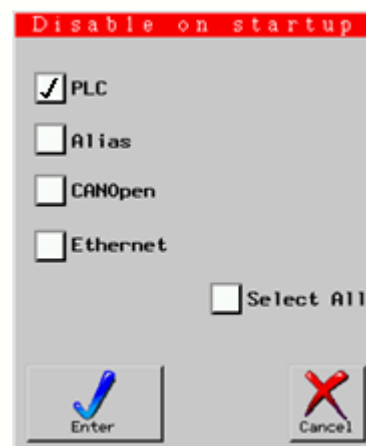 Disable on startup
PLC
Alias
CANOpen
Ethernet
Select All
Enter
Cancel